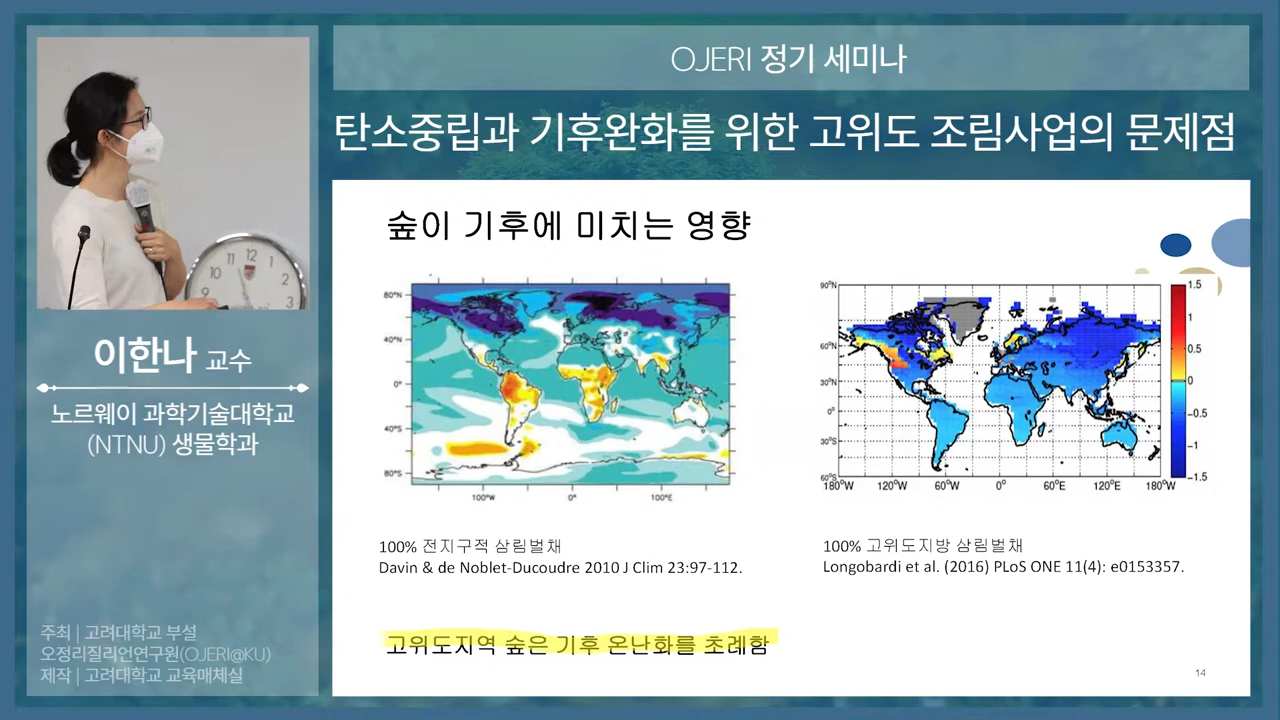 OJERI 정기 세미나
탄소중립과 기후완화를 위한 고위도 조림사업의 문제점
이한나 교수
노르웨이 과학기술대학교
(NTNU) 생물학과
주최 | 고려대학교 부설
오정리질리언연구원(OJERI@KU)
제작 | 고려대학교 교육매체실
숲이 기후에 미치는 영향
80°N
40°N
0°
40°S
80°S
100°W 0° 100°E
90°N
60°N
30°N
0°
30°S
60°S
180°W 120°W 60°W 0° 60°E 120°E 180°W
1.5
1
0.5
0
−0.5
−1
−1.5
100% 전지구적 삼림벌채
Davin & de Noblet-Ducoudre 2010 J Clim 23:97-112.
100% 고위도지방 삼림벌채
Longobardi et al. (2016) PLoS ONE 11(4): e0153357.
고위도지역 숲은 기후 온난화를 초례함
14